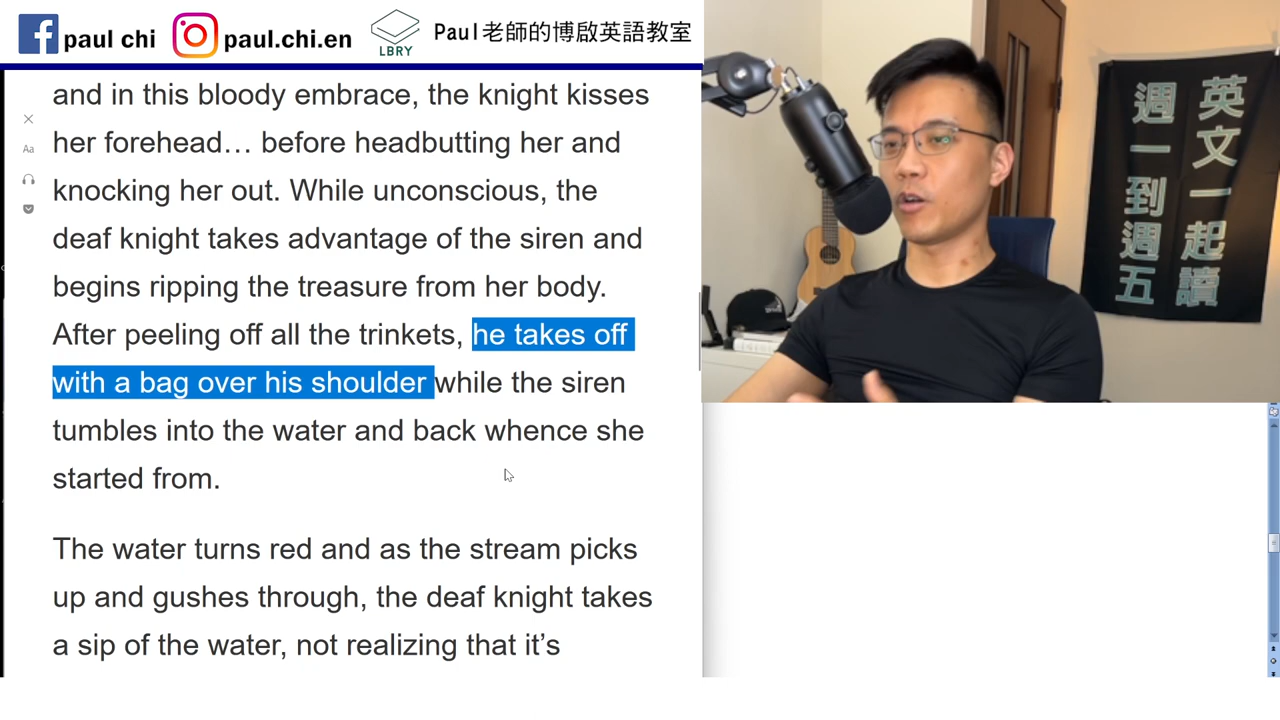 paul chi
paul.chi.en
LBRY
Paul老師的博啟英語教室
and in this bloody embrace, the knight kisses
her forehead… before headbutting her and
knocking her out. While unconscious, the
deaf knight takes advantage of the siren and
begins ripping the treasure from her body.
After peeling off all the trinkets, he takes off
with a bag over his shoulder while the siren
tumbles into the water and back whence she
started from.
The water turns red and as the stream picks
up and gushes through, the deaf knight takes
a sip of the water, not realizing that it’s
Aa
英文一起讀
週一到週五